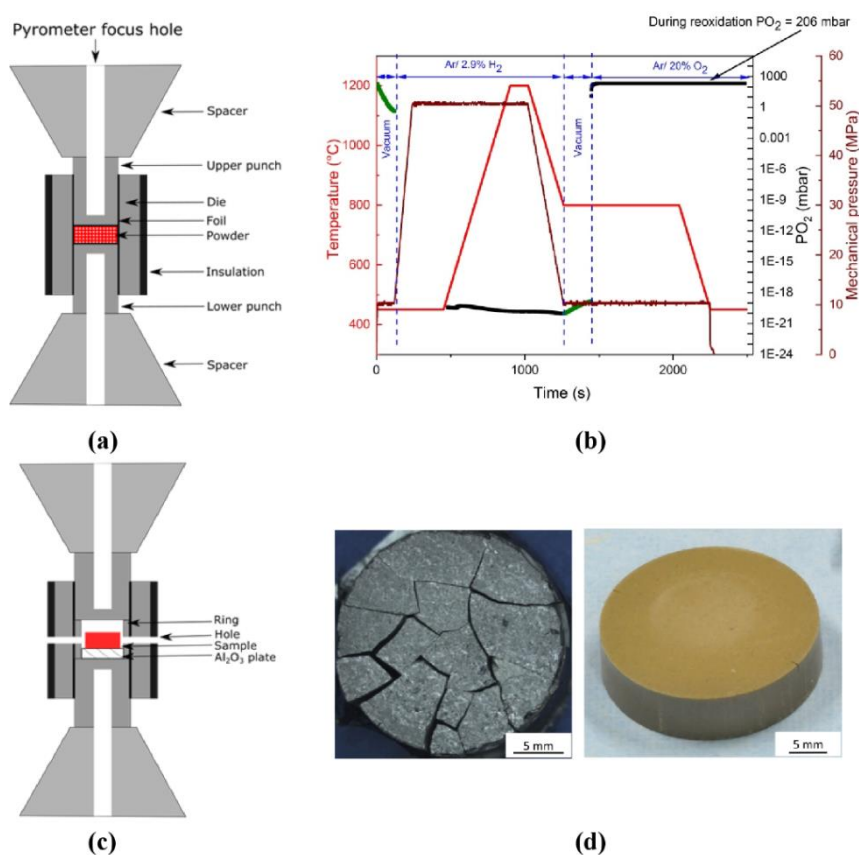 Pyrometer focus hole
Spacer
Upper punch
Die
Foil
Powder
Insulation
Lower punch
Spacer
(a)
During reoxidation PO2 = 206 mbar
Ar/ 2.9% H2
Ar/ 20% O2
Vacuum
Vacuum
1200
1000
800
600
400
Temperature (°C)
0
1000
2000
Time (s)
1000
1
0.001
1E-6
1E-9
1E-12
1E-15
1E-18
1E-21
1E-24
PO2 (mbar)
60
50
40
30
20
10
0
Mechanical pressure (MPa)
(b)
Ring
Hole
Sample
Al2O3 plate
(c)
5 mm
5 mm
(d)